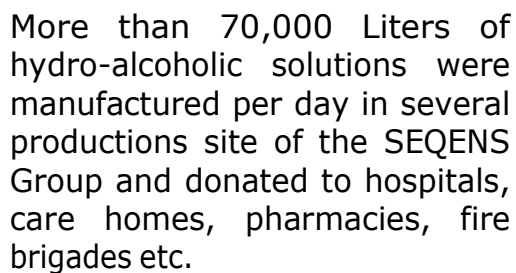 More than 70,000 Liters of
hydro-alcoholic solutions were
manufactured per day in several
productions site of the SEQENS
Group and donated to hospitals,
care homes, pharmacies, fire
brigades etc.